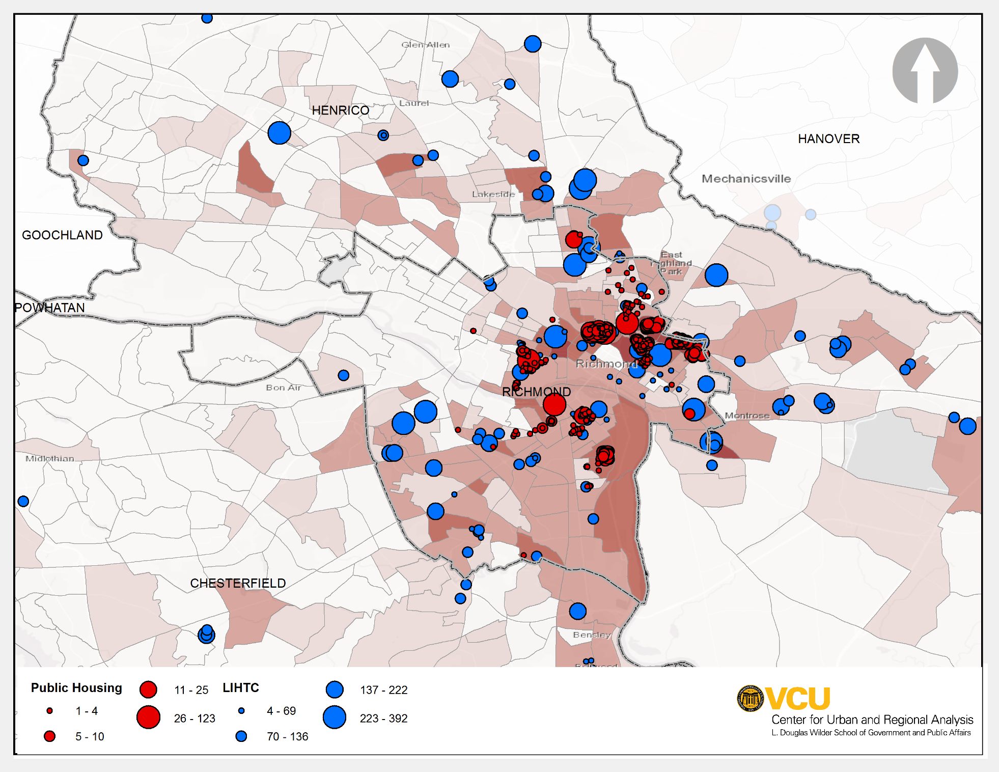 Glen Allen
Laurel
HENRICO
HANOVER
Mechanicsville
Lakeside
GOOCHLAND
East
Highland
Park
POWHATAN
Richmond
Bon Air
RICHMOND
Montrose
Midlothian
CHESTERFIELD
Bensley
Public Housing
1 - 4
5 - 10
11 - 25
26 - 123
LIHTC
4 - 69
70 - 136
137 - 222
223 - 392
VCU
Center for Urban and Regional Analysis
L. Douglas Wilder School of Government and Public Affairs